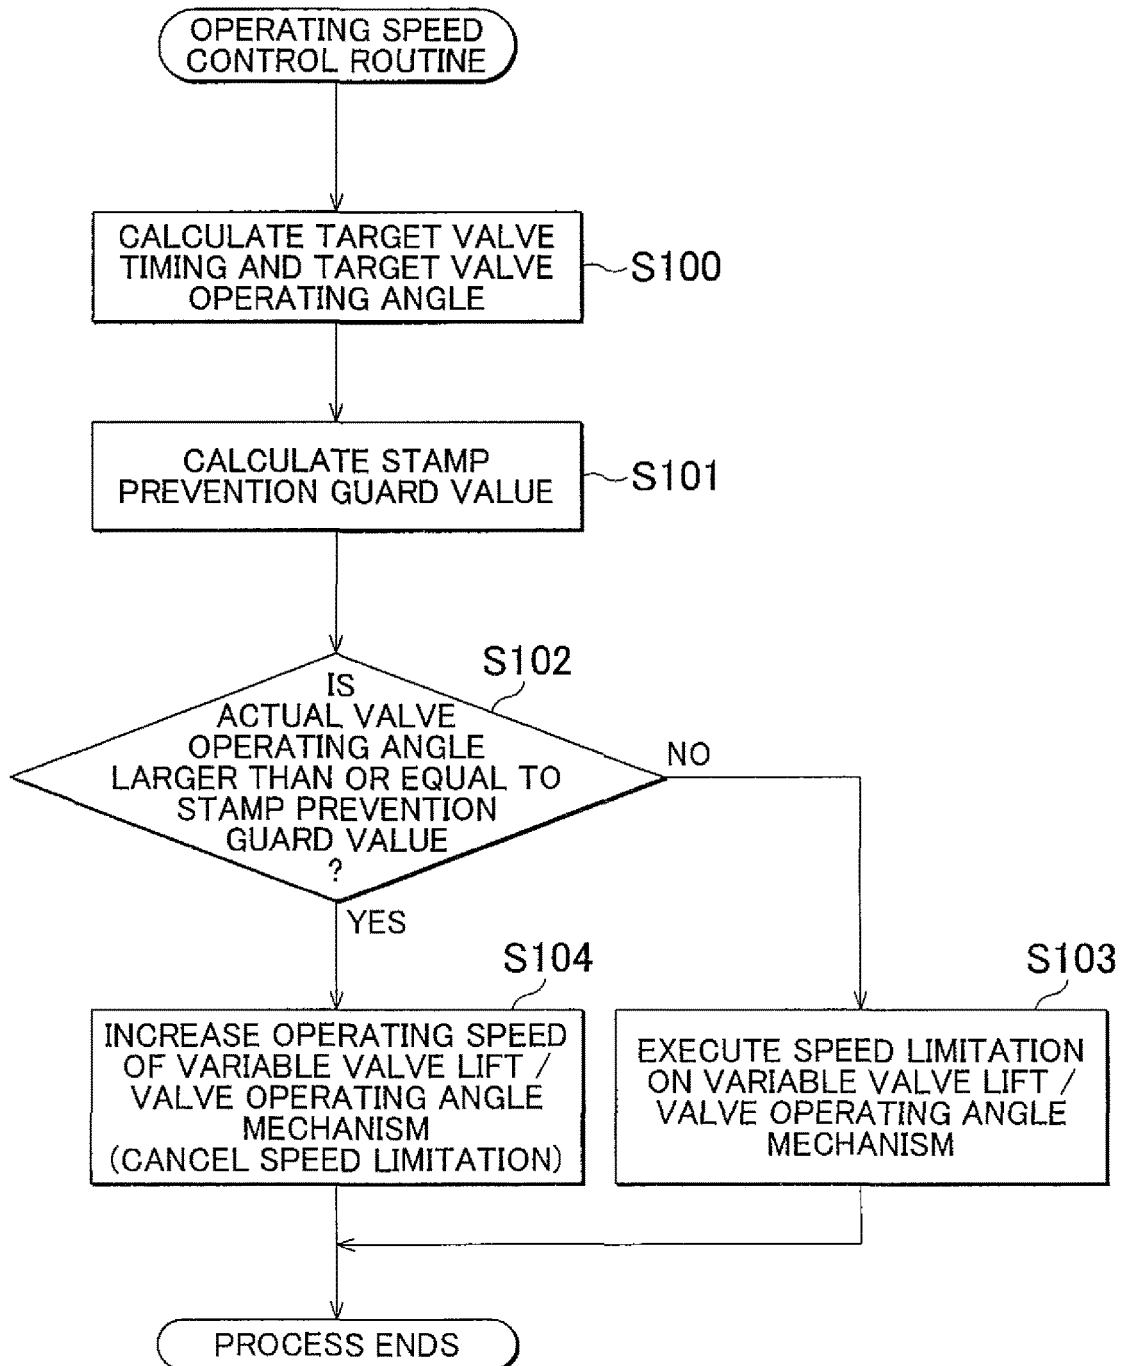 OPERATING SPEED
CONTROL ROUTINE
CALCULATE TARGET VALVE
TIMING AND TARGET VALVE
OPERATING ANGLE
S100
CALCULATE STAMP
PREVENTION GUARD VALUE
S101
S102
IS
ACTUAL VALVE
OPERATING ANGLE
LARGER THAN OR EQUAL TO
STAMP PREVENTION
GUARD VALUE
?
NO
YES
S104
INCREASE OPERATING SPEED
OF VARIABLE VALVE LIFT /
VALVE OPERATING ANGLE
MECHANISM
(CANCEL SPEED LIMITATION)
S103
EXECUTE SPEED LIMITATION
ON VARIABLE VALVE LIFT /
VALVE OPERATING ANGLE
MECHANISM
PROCESS ENDS